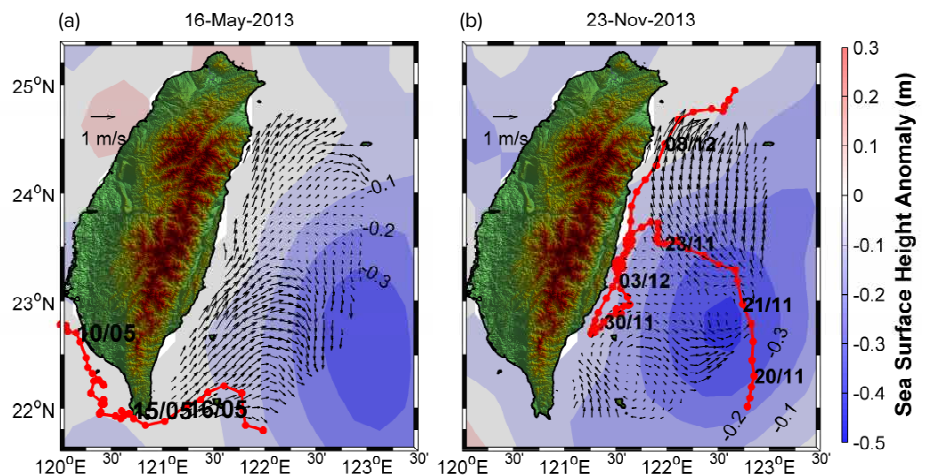 (a) 16-May-2013
(b) 23-Nov-2013
25°N
24°N
23°N
22°N
1 m/s
-0.1
-0.2
-0.3
10/05
15/05
16/05
120°E 30' 121°E 30' 122°E 30' 123°E 30'
1 m/s
08/12
23/11
03/12
30/11
21/11
20/11
-0.3
-0.2
-0.1
120°E 30' 121°E 30' 122°E 30' 123°E 30'
0.3
0.2
0.1
0
-0.1
-0.2
-0.3
-0.4
-0.5
Sea Surface Height Anomaly (m)